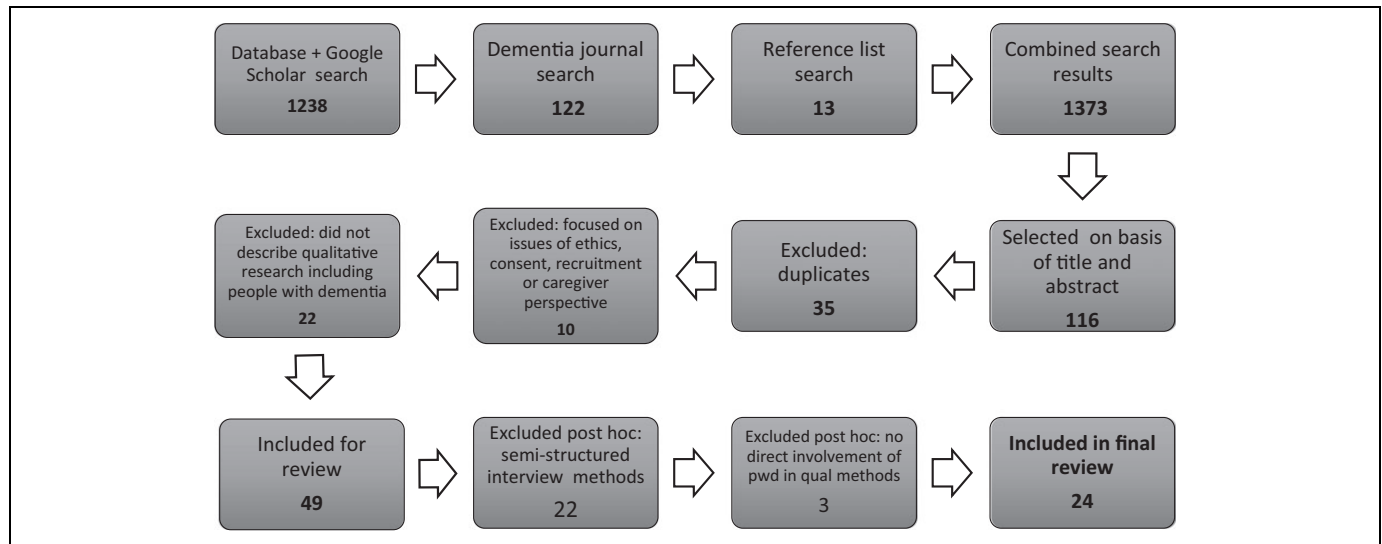 Database + Google
Scholar search
1238
Dementia journal
search
122
Reference list
search
13
Combined search
results
1373
Selected on basis
of title and
abstract
116
Excluded:
duplicates
35
Excluded: focused on
issues of ethics,
consent, recruitment
or caregiver
perspective
10
Excluded: did not
describe qualitative
research including
people with dementia
22
Included for
review
49
Excluded post hoc:
semi-structured
interview methods
22
Excluded post hoc: no
direct involvement of
pwd in qual methods
3
Included in final
review
24